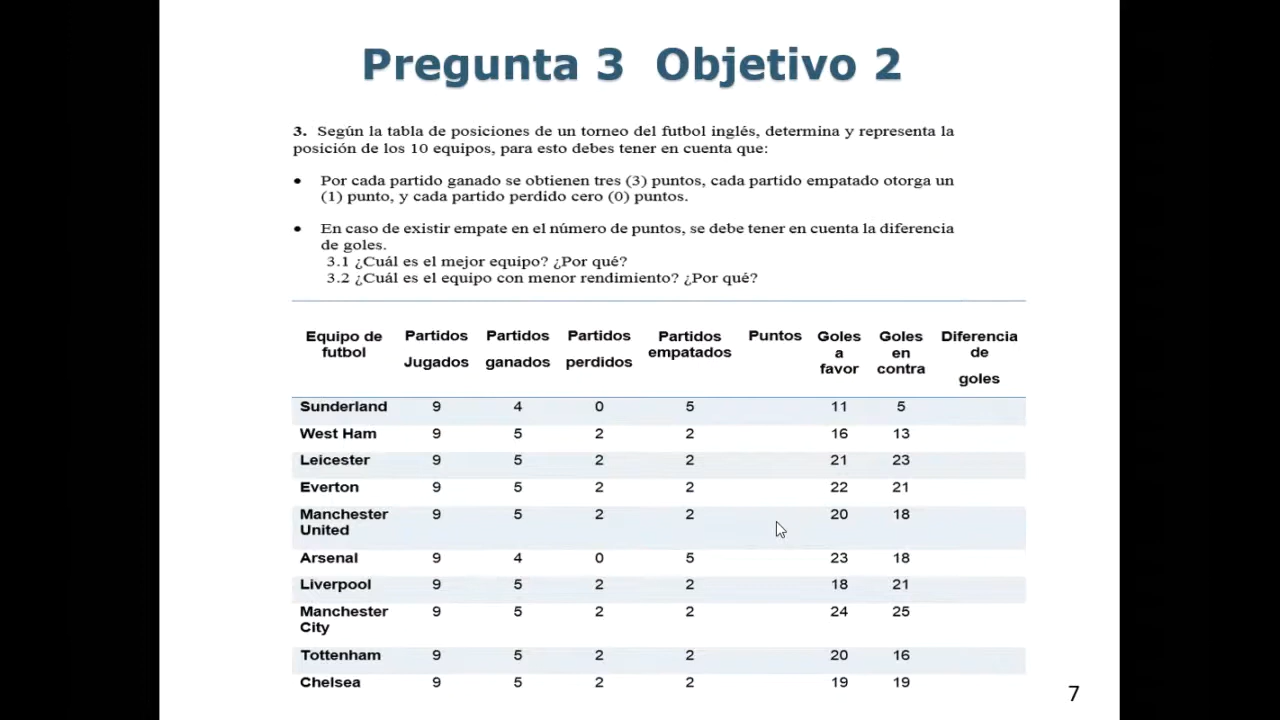 Pregunta 3 Objetivo 2
3. Según la tabla de posiciones de un torneo del futbol inglés, determina y representa la
posición de los 10 equipos, para esto debes tener en cuenta que:
• Por cada partido ganado se obtienen tres (3) puntos, cada partido empatado otorga un
(1) punto, y cada partido perdido cero (0) puntos.
• En caso de existir empate en el número de puntos, se debe tener en cuenta la diferencia
de goles.
3.1 ¿Cuál es el mejor equipo? ¿Por qué?
3.2 ¿Cuál es el equipo con menor rendimiento? ¿Por qué?
Equipo de futbol Partidos Jugados Partidos ganados Partidos perdidos Partidos empatados Puntos Goles a favor Goles en contra Diferencia de goles
Sunderland 9 4 0 5 11 5
West Ham 9 5 2 2 16 13
Leicester 9 5 2 2 21 23
Everton 9 5 2 2 22 21
Manchester United 9 5 2 2 20 18
Arsenal 9 4 0 5 23 18
Liverpool 9 5 2 2 18 21
Manchester City 9 5 2 2 24 25
Tottenham 9 5 2 2 20 16
Chelsea 9 5 2 2 19 19
7